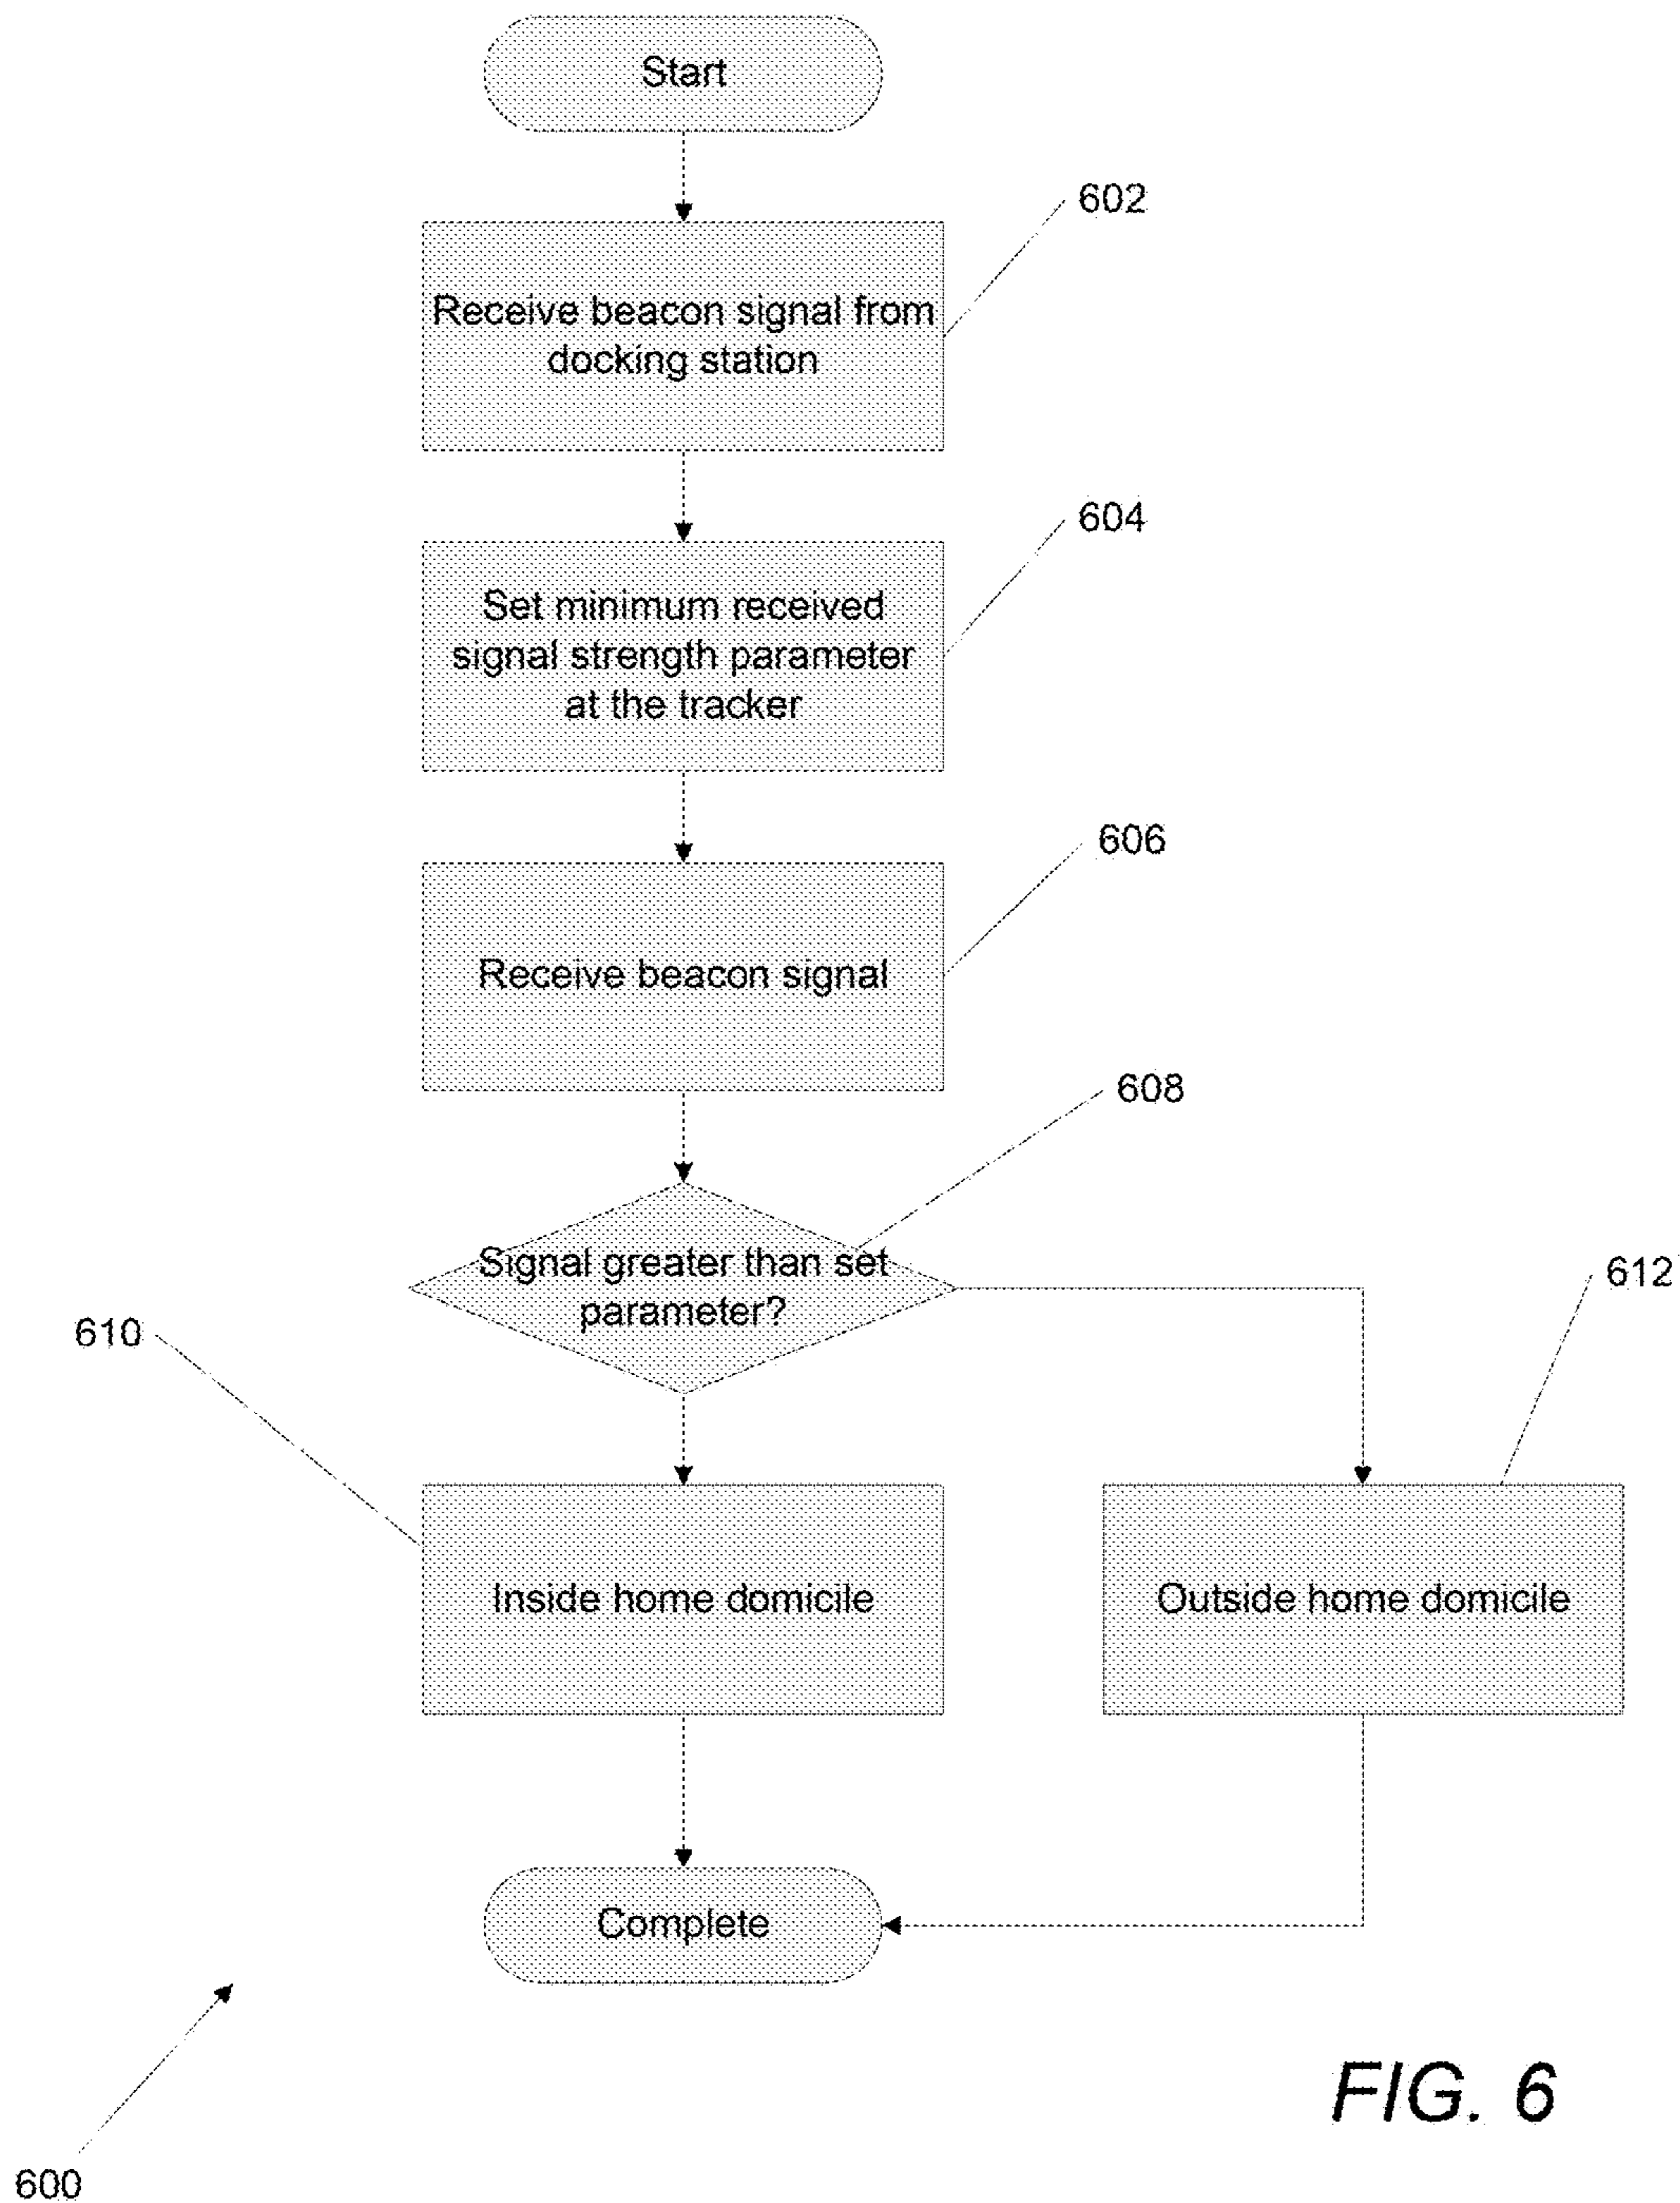 Start
602
Receive beacon signal from
docking station
604
Set minimum received
signal strength parameter
at the tracker
606
Receive beacon signal
608
Signal greater than set
parameter?
610
612
Inside home domicile
Outside home domicile
Complete
FIG. 6
600